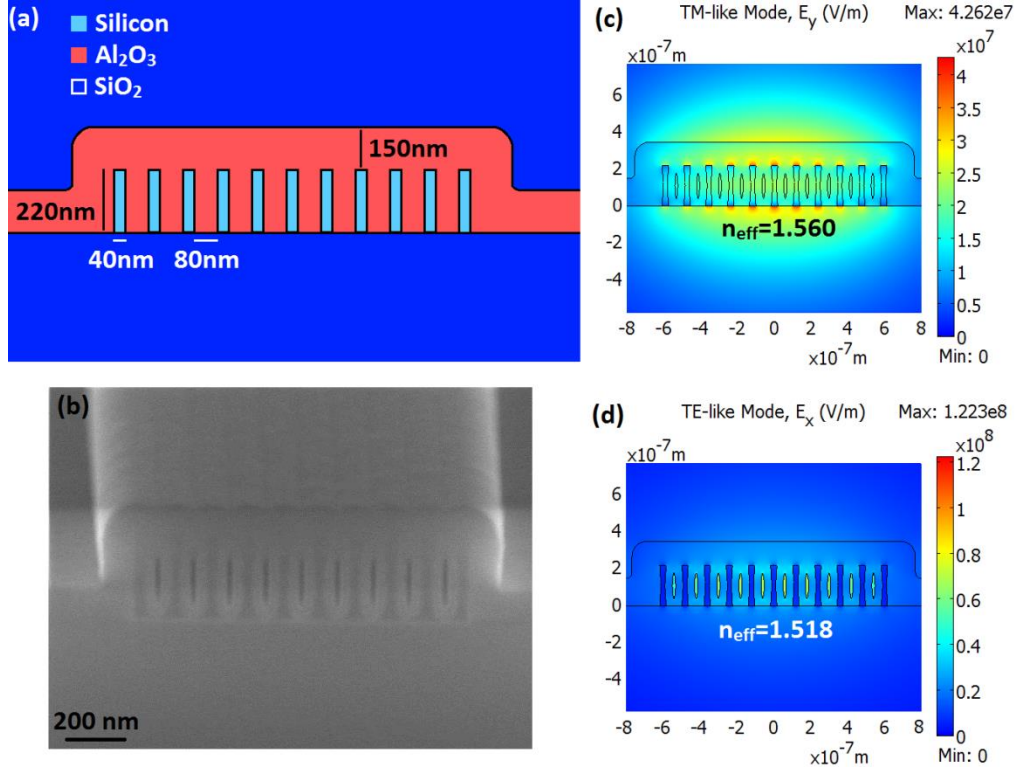 (a)
Silicon
Al₂O₃
SiO₂
150nm
220nm
40nm
80nm
(b)
200 nm
(c)
TM-like Mode, E_y (V/m) Max: 4.262e7
x10⁻⁷ m
x10⁷
6
4
2
0
-2
-4
n_eff=1.560
-8 -6 -4 -2 0 2 4 6 8
x10⁻⁷ m
4
3.5
3
2.5
2
1.5
1
0.5
0
Min: 0
(d)
TE-like Mode, E_x (V/m) Max: 1.223e8
x10⁻⁷ m
x10⁸
6
4
2
0
-2
-4
n_eff=1.518
-8 -6 -4 -2 0 2 4 6 8
x10⁻⁷ m
1.2
1
0.8
0.6
0.4
0.2
0
Min: 0